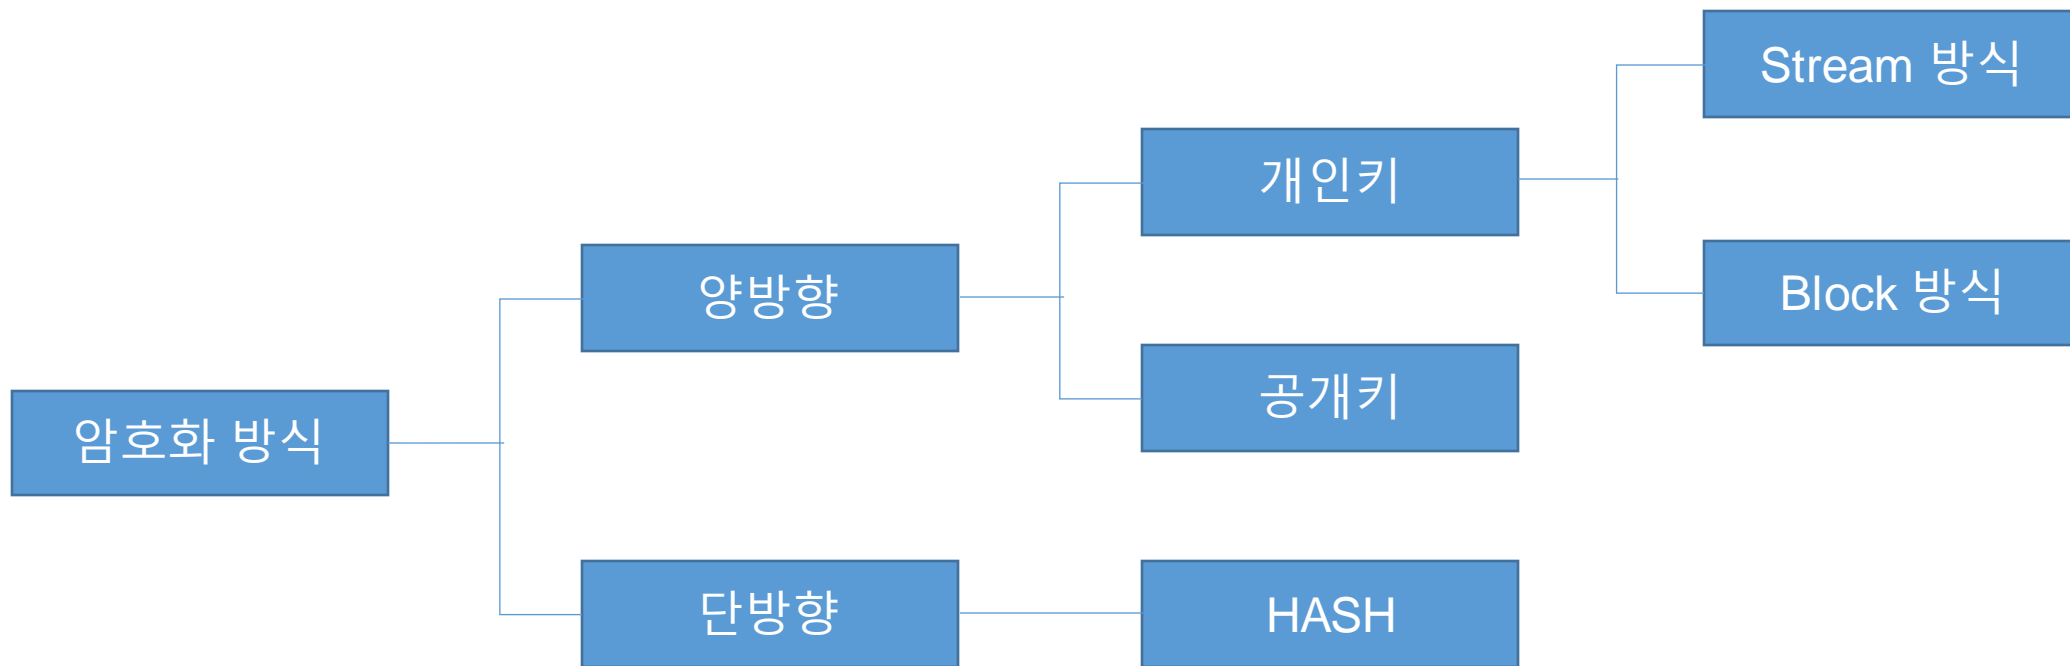 Stream 방식
개인키
양방향
Block 방식
공개키
암호화 방식
단방향
HASH